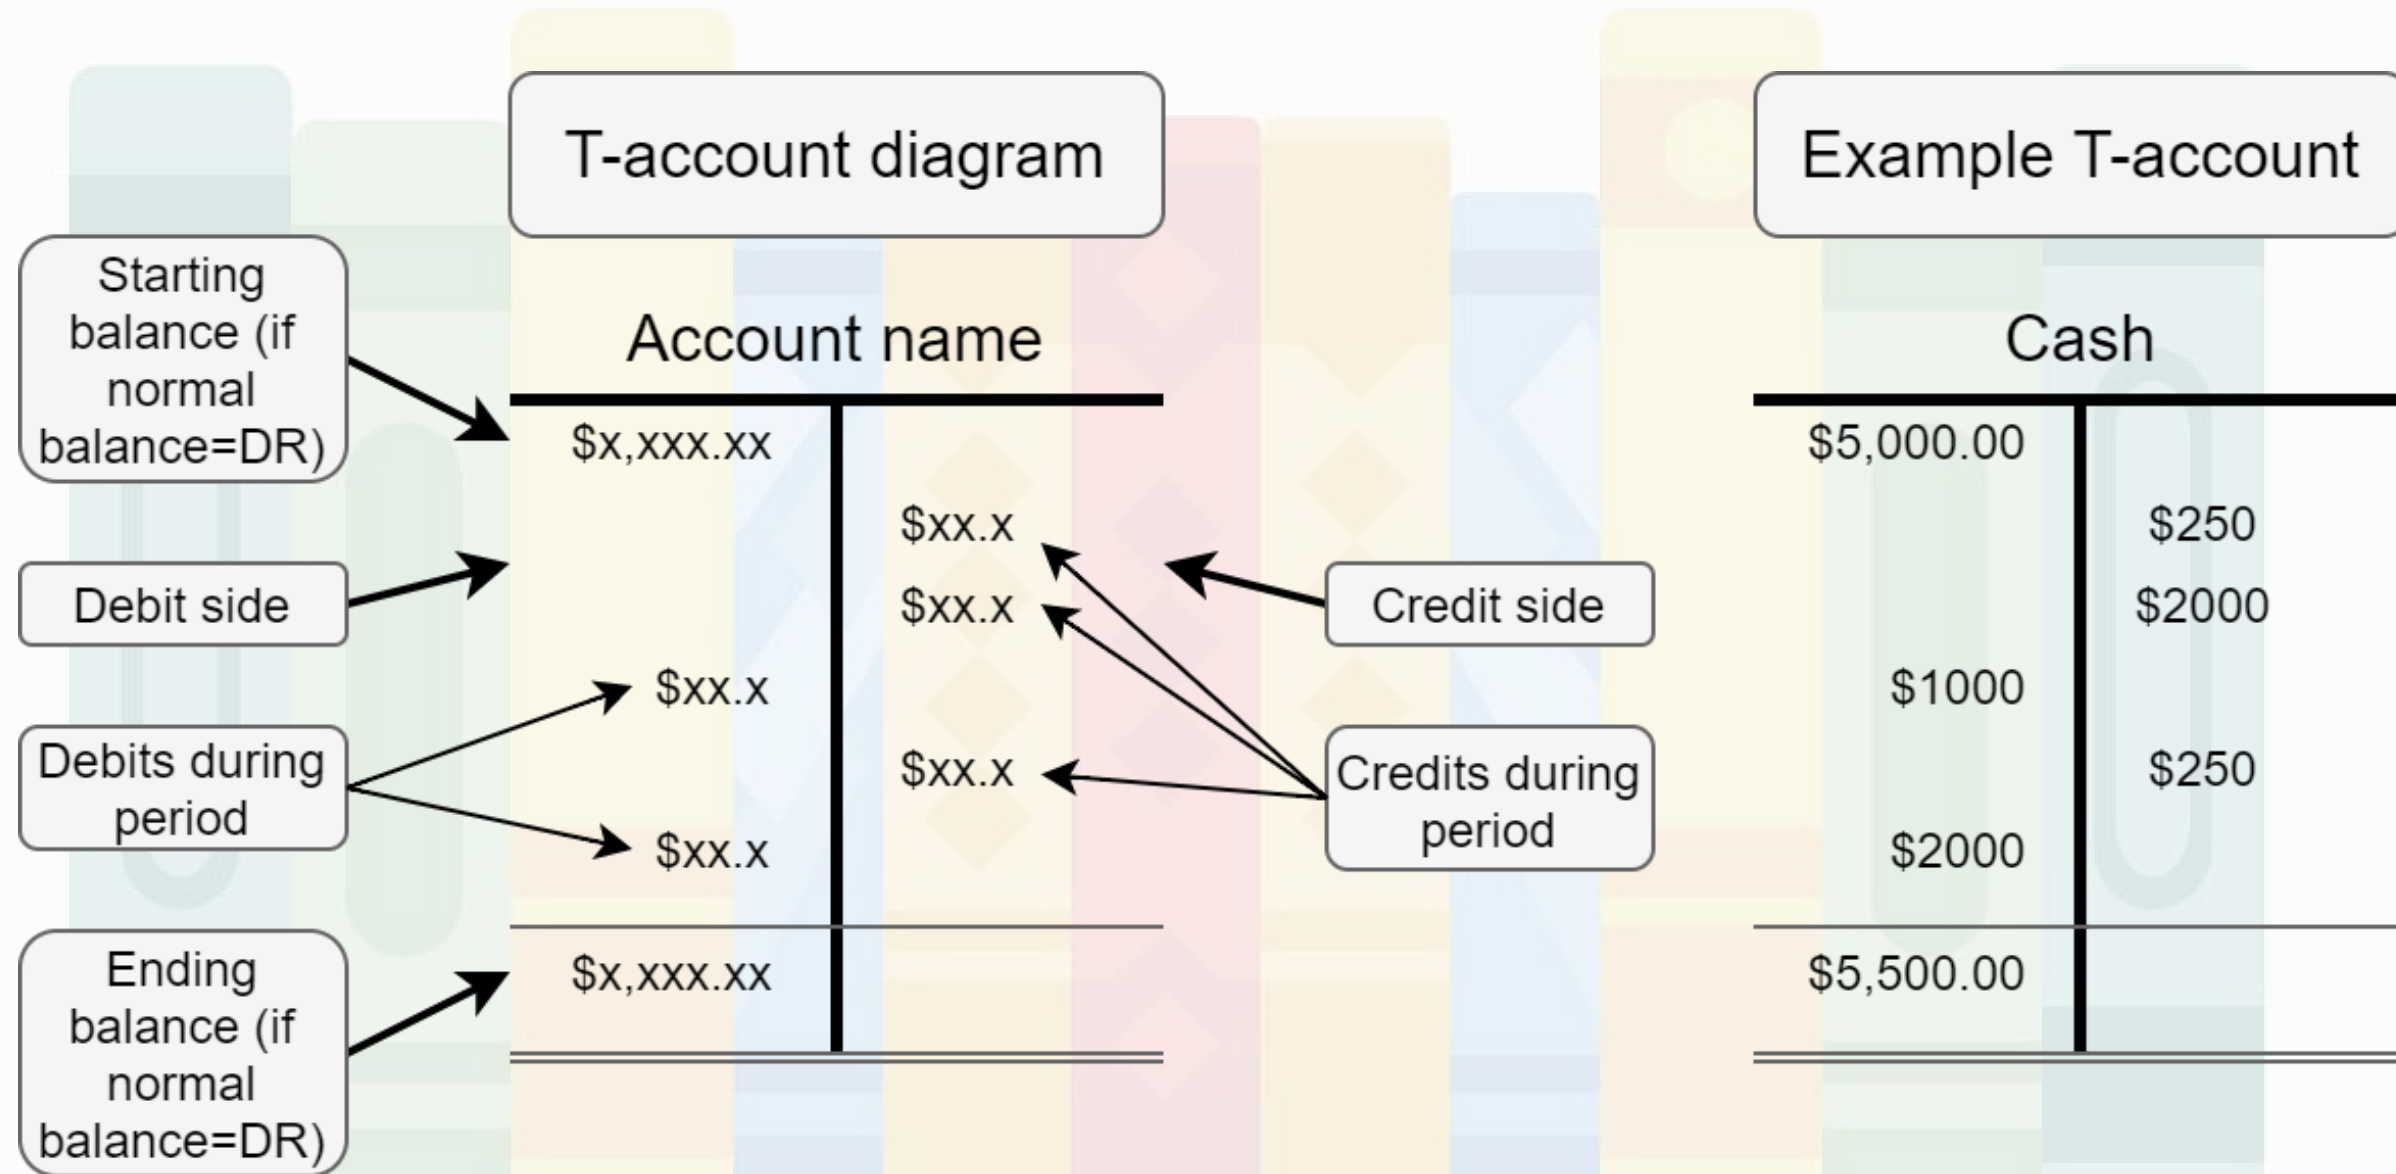 T-account diagram
Example T-account
Starting
balance (if
normal
balance=DR)
Account name
$x,xxx.xx
$xx.x
$xx.x
$xx.x
$xx.x
$xx.x
$x,xxx.xx
Debit side
Debits during
period
Ending
balance (if
normal
balance=DR)
Credit side
Credits during
period
Cash
$5,000.00
$250
$2000
$1000
$250
$2000
$5,500.00